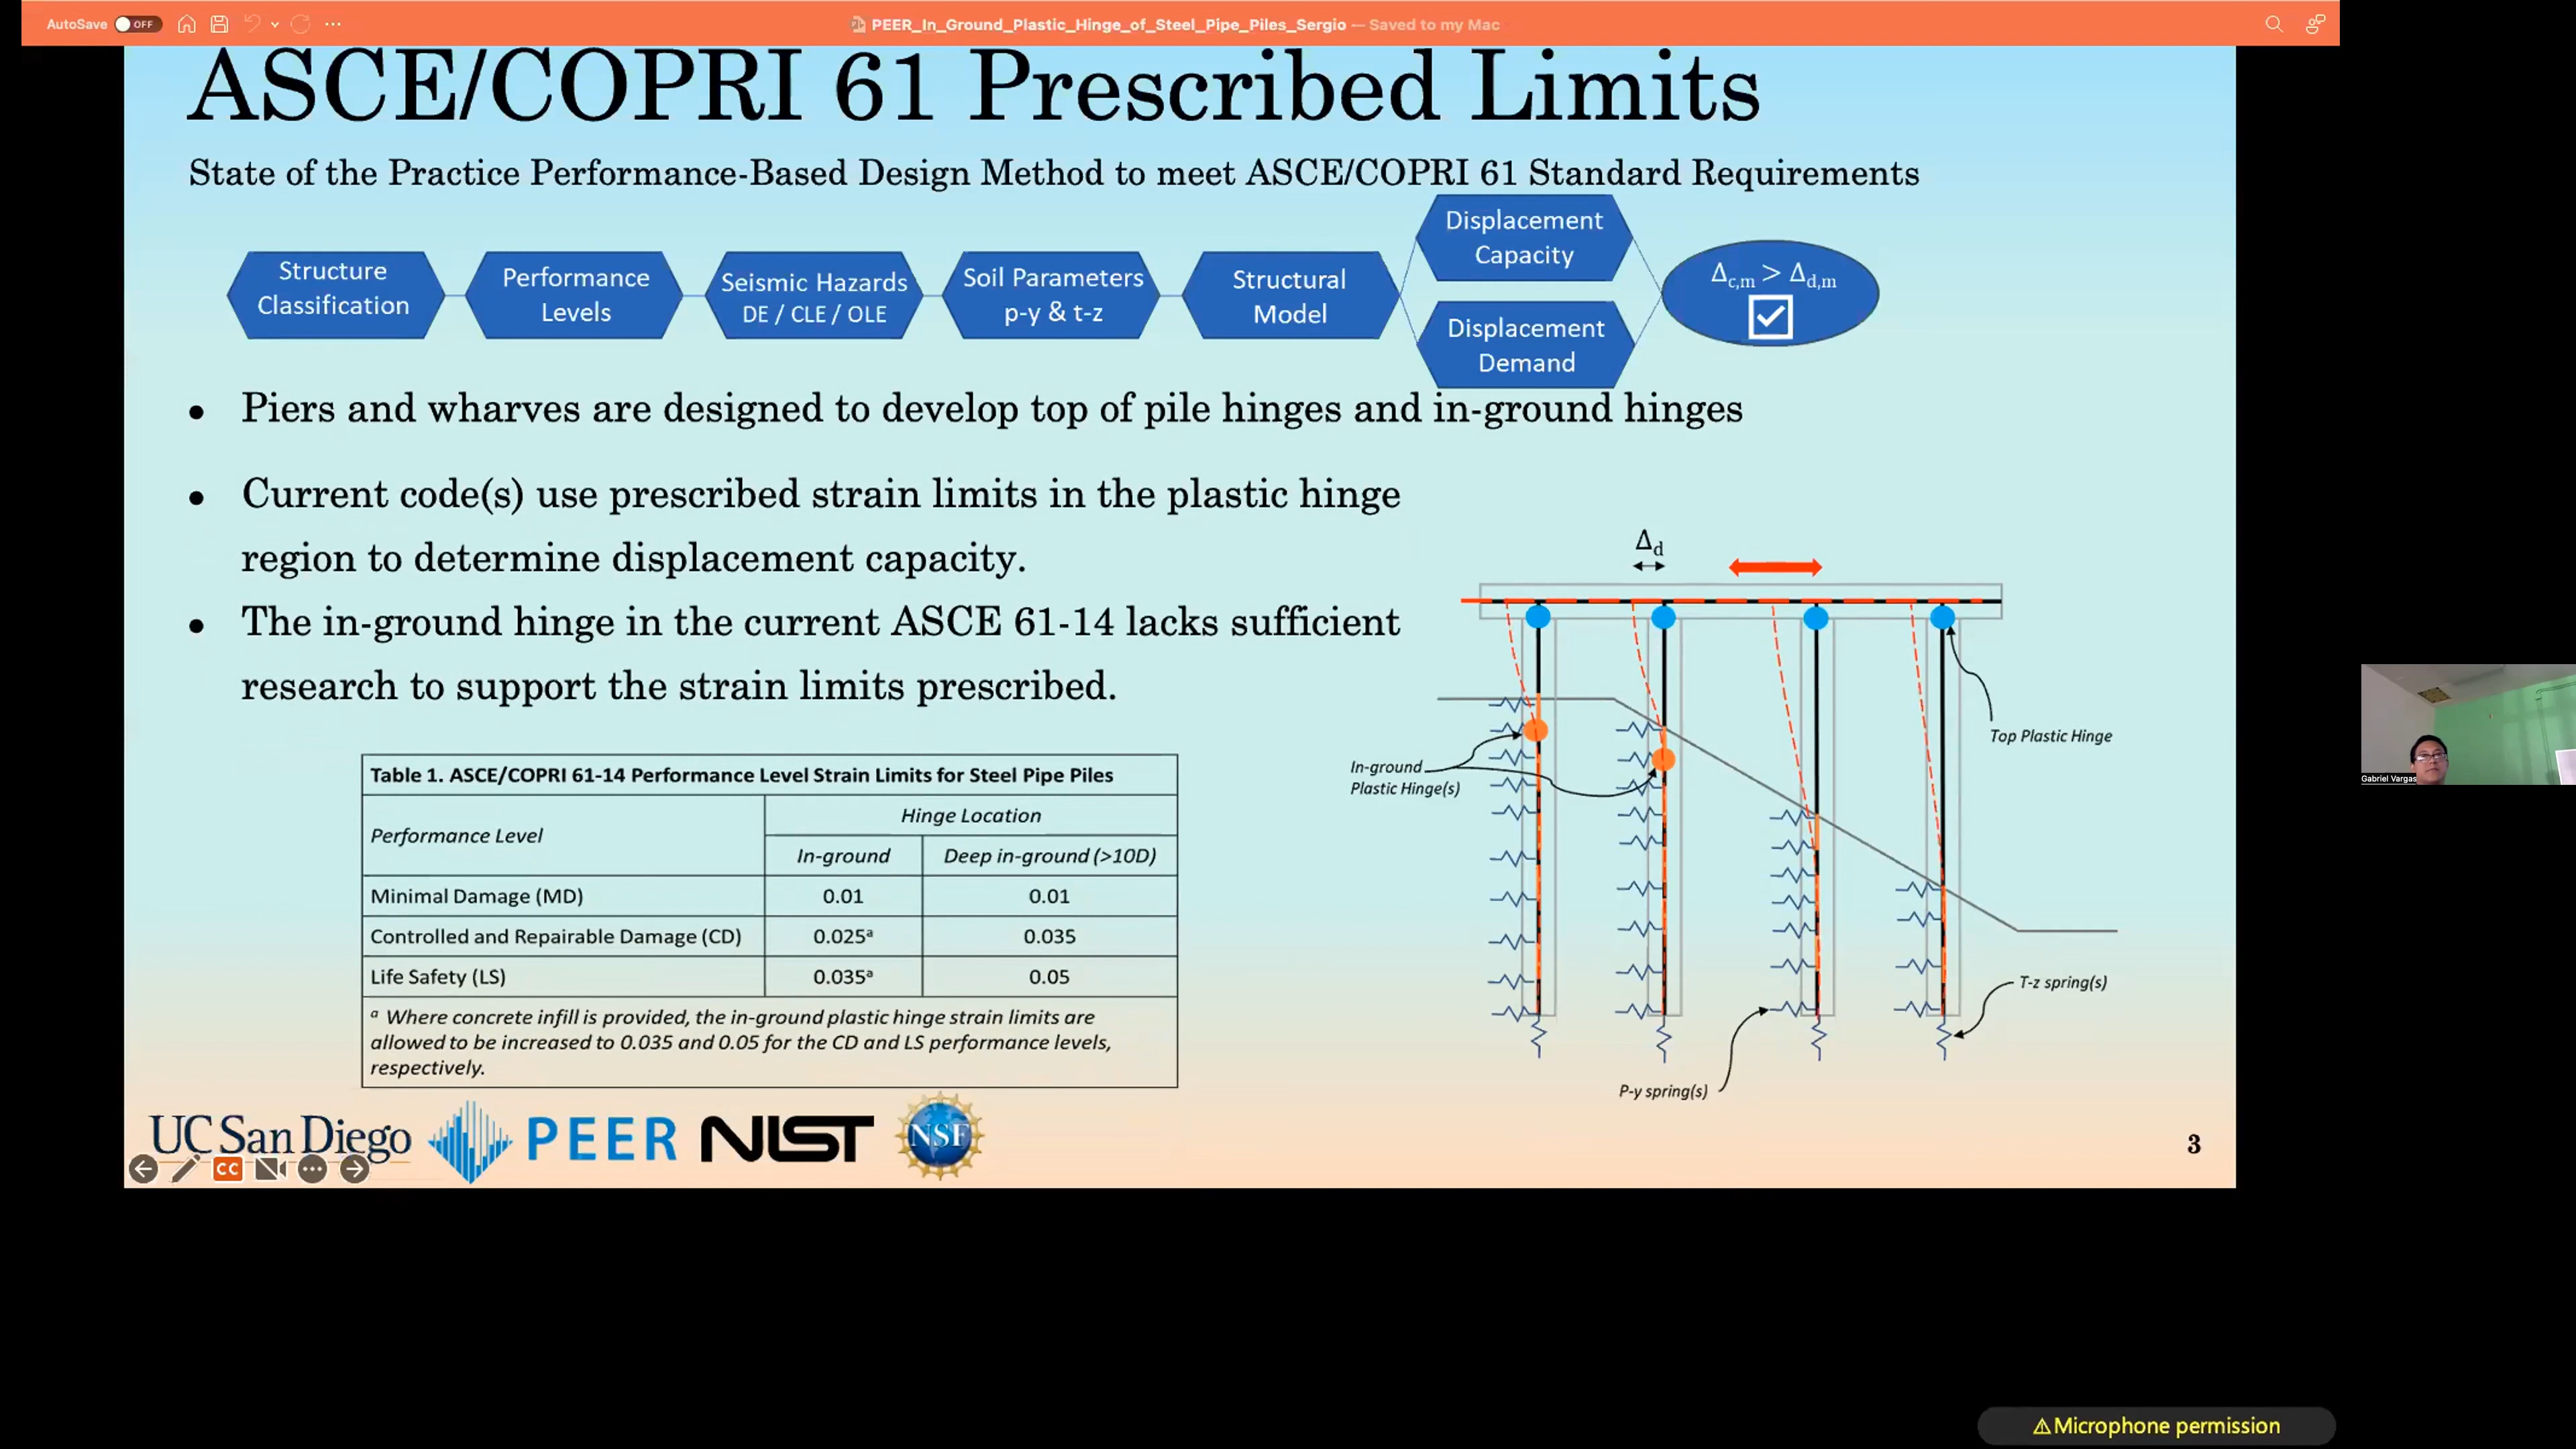 AutoSave OFF
PEER_In_Ground_Plastic_Hinge_of_Steel_Pipe_Piles_Sergio — Saved to my Mac
ASCE/COPRI 61 Prescribed Limits
State of the Practice Performance-Based Design Method to meet ASCE/COPRI 61 Standard Requirements
Structure
Classification
Performance
Levels
Seismic Hazards
DE / CLE / OLE
Soil Parameters
p-y & t-z
Structural
Model
Displacement
Capacity
Displacement
Demand
Δc,m > Δd,m
• Piers and wharves are designed to develop top of pile hinges and in-ground hinges
• Current code(s) use prescribed strain limits in the plastic hinge
region to determine displacement capacity.
• The in-ground hinge in the current ASCE 61-14 lacks sufficient
research to support the strain limits prescribed.
Table 1. ASCE/COPRI 61-14 Performance Level Strain Limits for Steel Pipe Piles
Performance Level
Hinge Location
In-ground
Deep in-ground (>10D)
Minimal Damage (MD) 0.01 0.01
Controlled and Repairable Damage (CD) 0.025ᵃ 0.035
Life Safety (LS) 0.035ᵃ 0.05
ᵃ Where concrete infill is provided, the in-ground plastic hinge strain limits are
allowed to be increased to 0.035 and 0.05 for the CD and LS performance levels,
respectively.
Δd
Top Plastic Hinge
In-ground
Plastic Hinge(s)
T-z spring(s)
P-y spring(s)
UC San Diego
PEER
NIST
NSF
CC
3
Gabriel Vargas
⚠Microphone permission